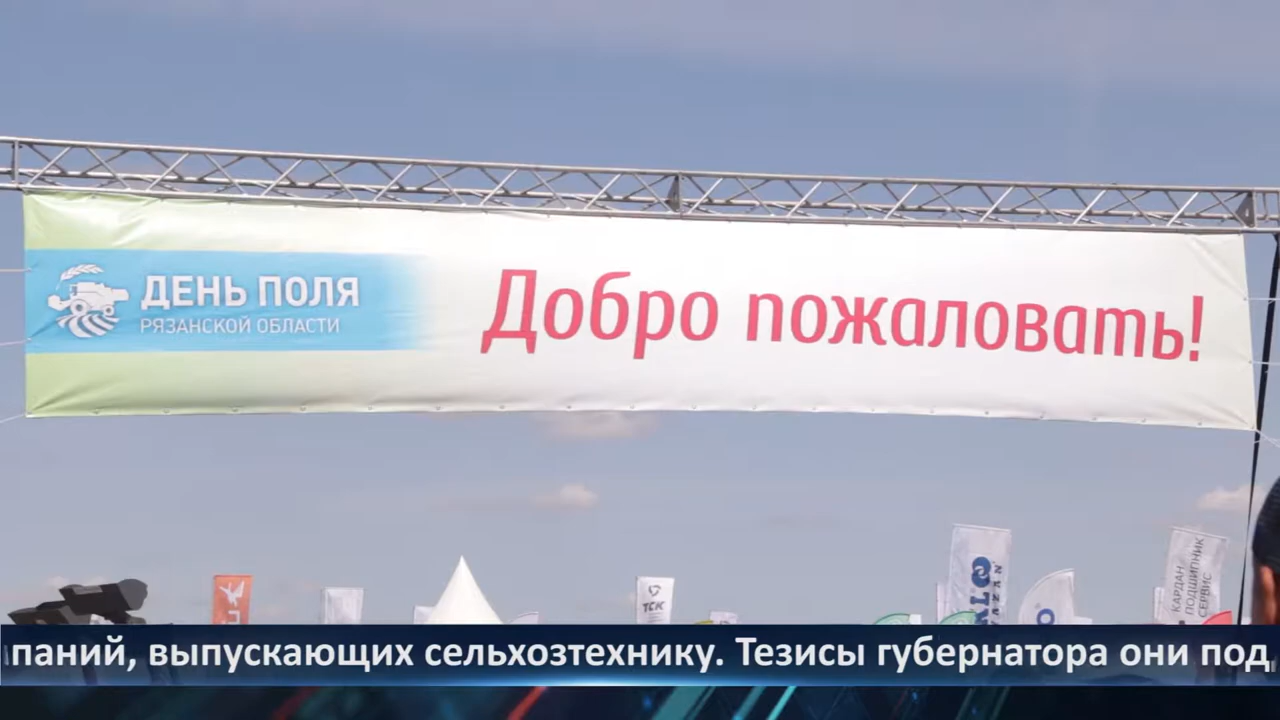 ДЕНЬ ПОЛЯ
РЯЗАНСКОЙ ОБЛАСТИ
Добро пожаловать!
ТСК
КАРДАН
ПОДШИПНИК
СЕРВИС
паний, выпускающих сельхозтехнику. Тезисы губернатора они под